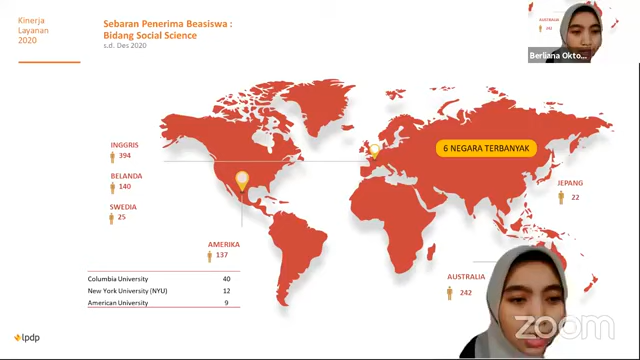 Kinerja
Layanan
2020
Sebaran Penerima Beasiswa :
Bidang Social Science
s.d. Des 2020
AUSTRALIA
242
Berliana Okto...
6 NEGARA TERBANYAK
INGGRIS
394
BELANDA
140
SWEDIA
25
JEPANG
22
AMERIKA
137
AUSTRALIA
242
Columbia University 40
New York University (NYU) 12
American University 9
lpdp
zoom